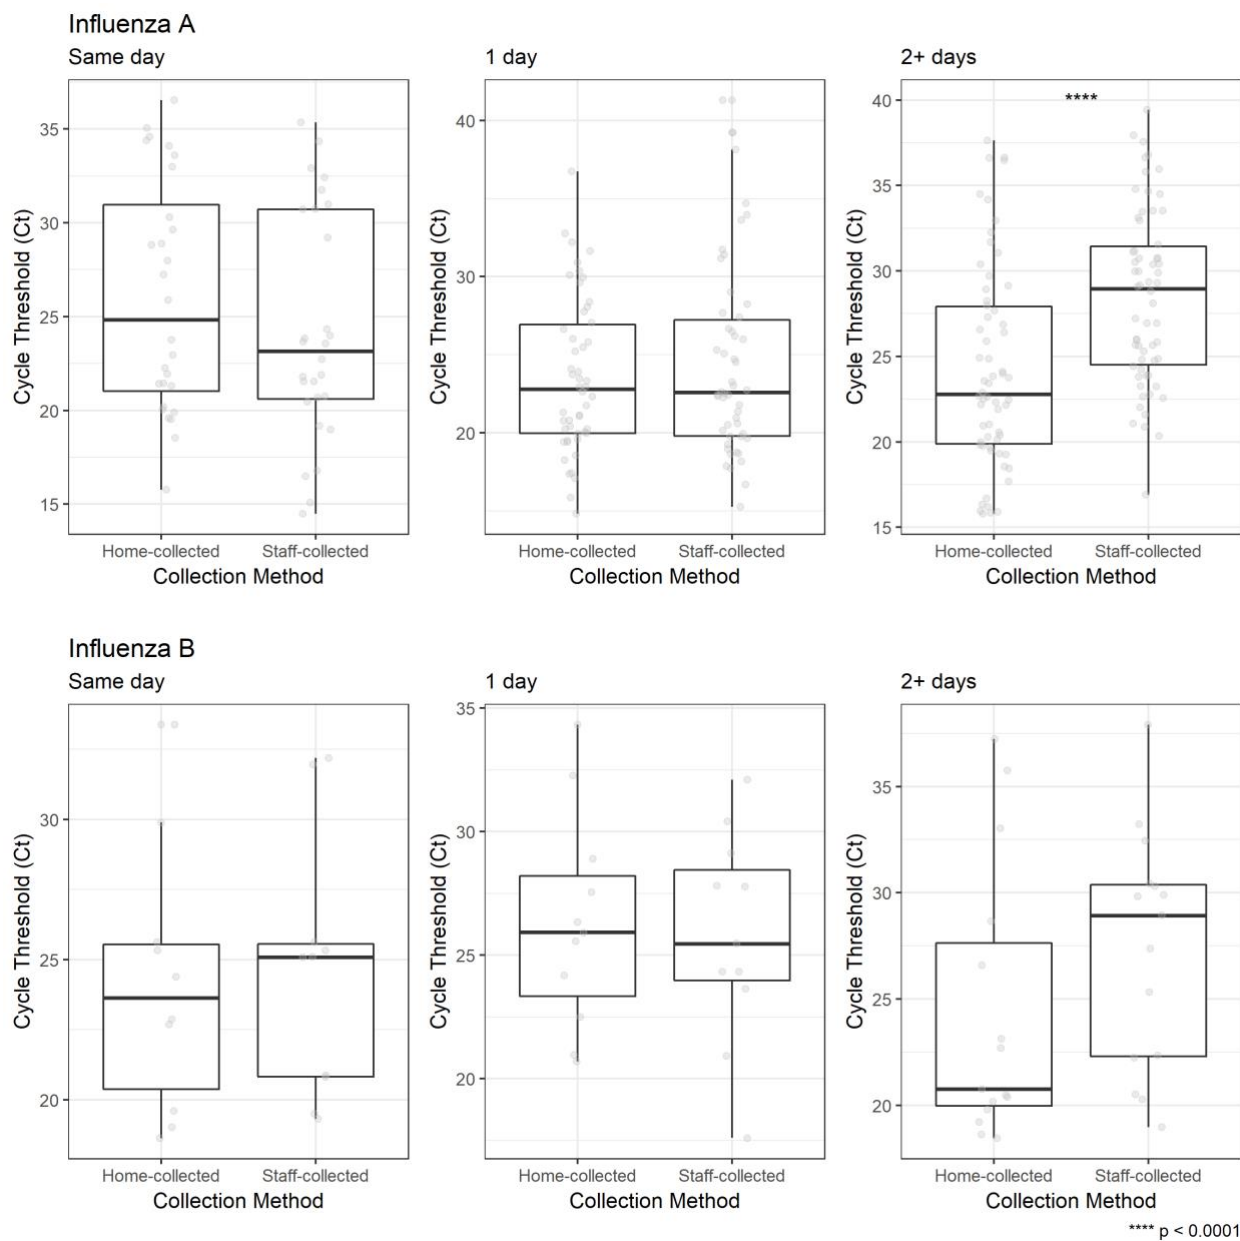 Influenza A
Same day
1 day
2+ days
Cycle Threshold (Ct)
35
30
25
20
15
Home-collected
Staff-collected
Collection Method
Cycle Threshold (Ct)
40
30
20
Home-collected
Staff-collected
Collection Method
Cycle Threshold (Ct)
****
40
35
30
25
20
15
Home-collected
Staff-collected
Collection Method
Influenza B
Same day
1 day
2+ days
Cycle Threshold (Ct)
30
25
20
Home-collected
Staff-collected
Collection Method
Cycle Threshold (Ct)
35
30
25
20
Home-collected
Staff-collected
Collection Method
Cycle Threshold (Ct)
35
30
25
20
Home-collected
Staff-collected
Collection Method
**** p < 0.0001